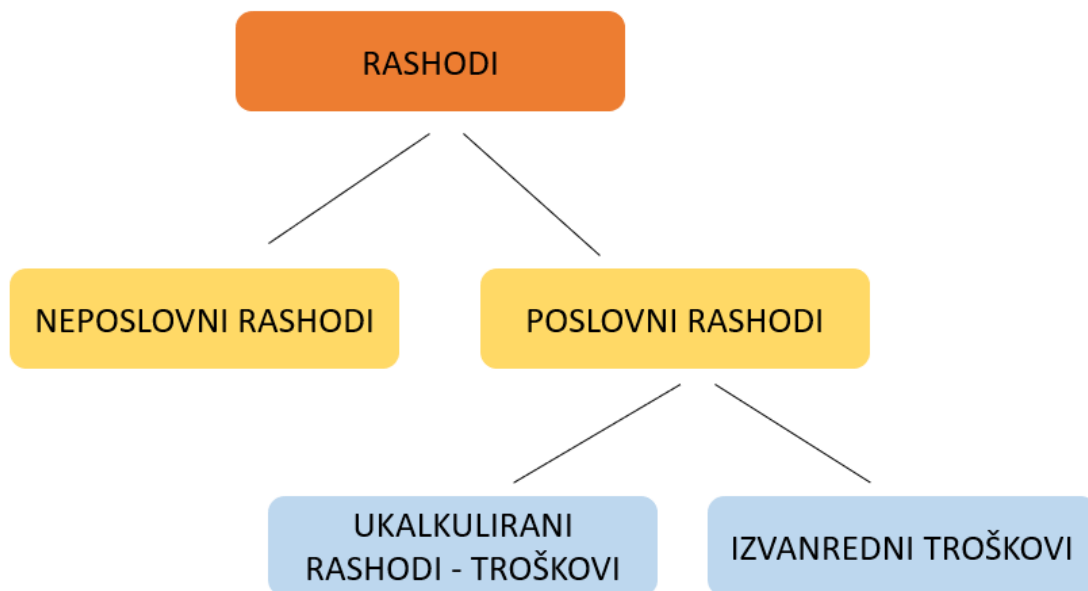 RASHODI
NEPOSLOVNI RASHODI
POSLOVNI RASHODI
UKALKULIRANI
RASHODI - TROŠKOVI
IZVANREDNI TROŠKOVI